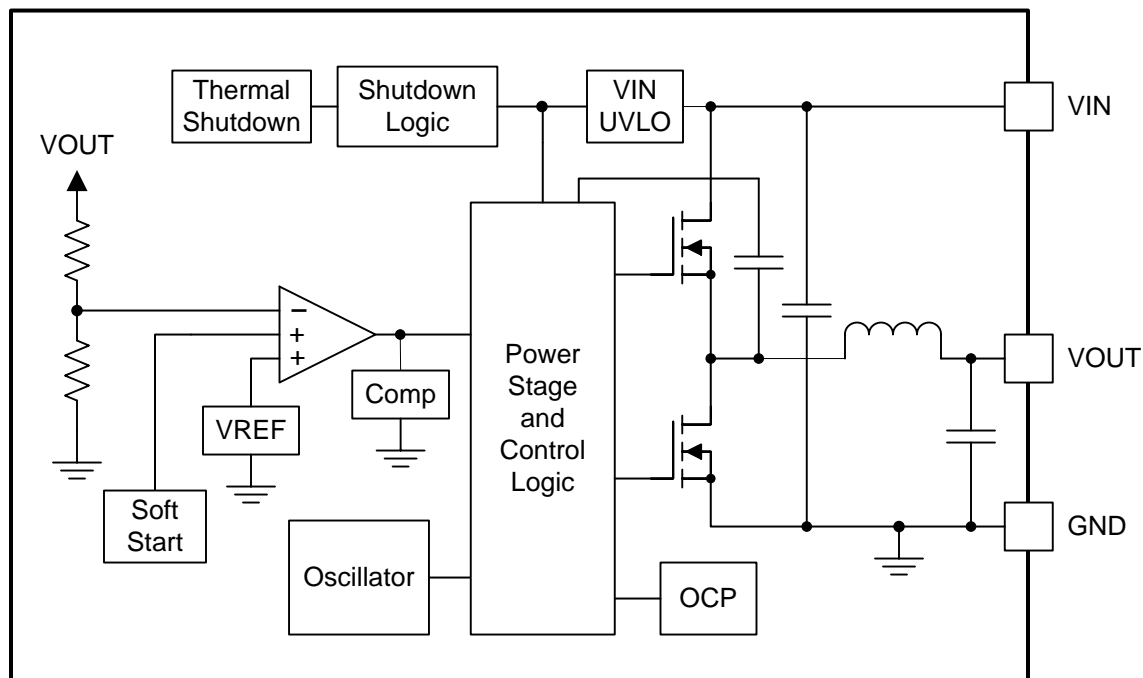 Thermal
Shutdown
Shutdown
Logic
VIN
UVLO
VIN
VOUT
−
+
+
Power
Stage
and
Control
Logic
VOUT
Comp
VREF
Soft
Start
GND
Oscillator
OCP